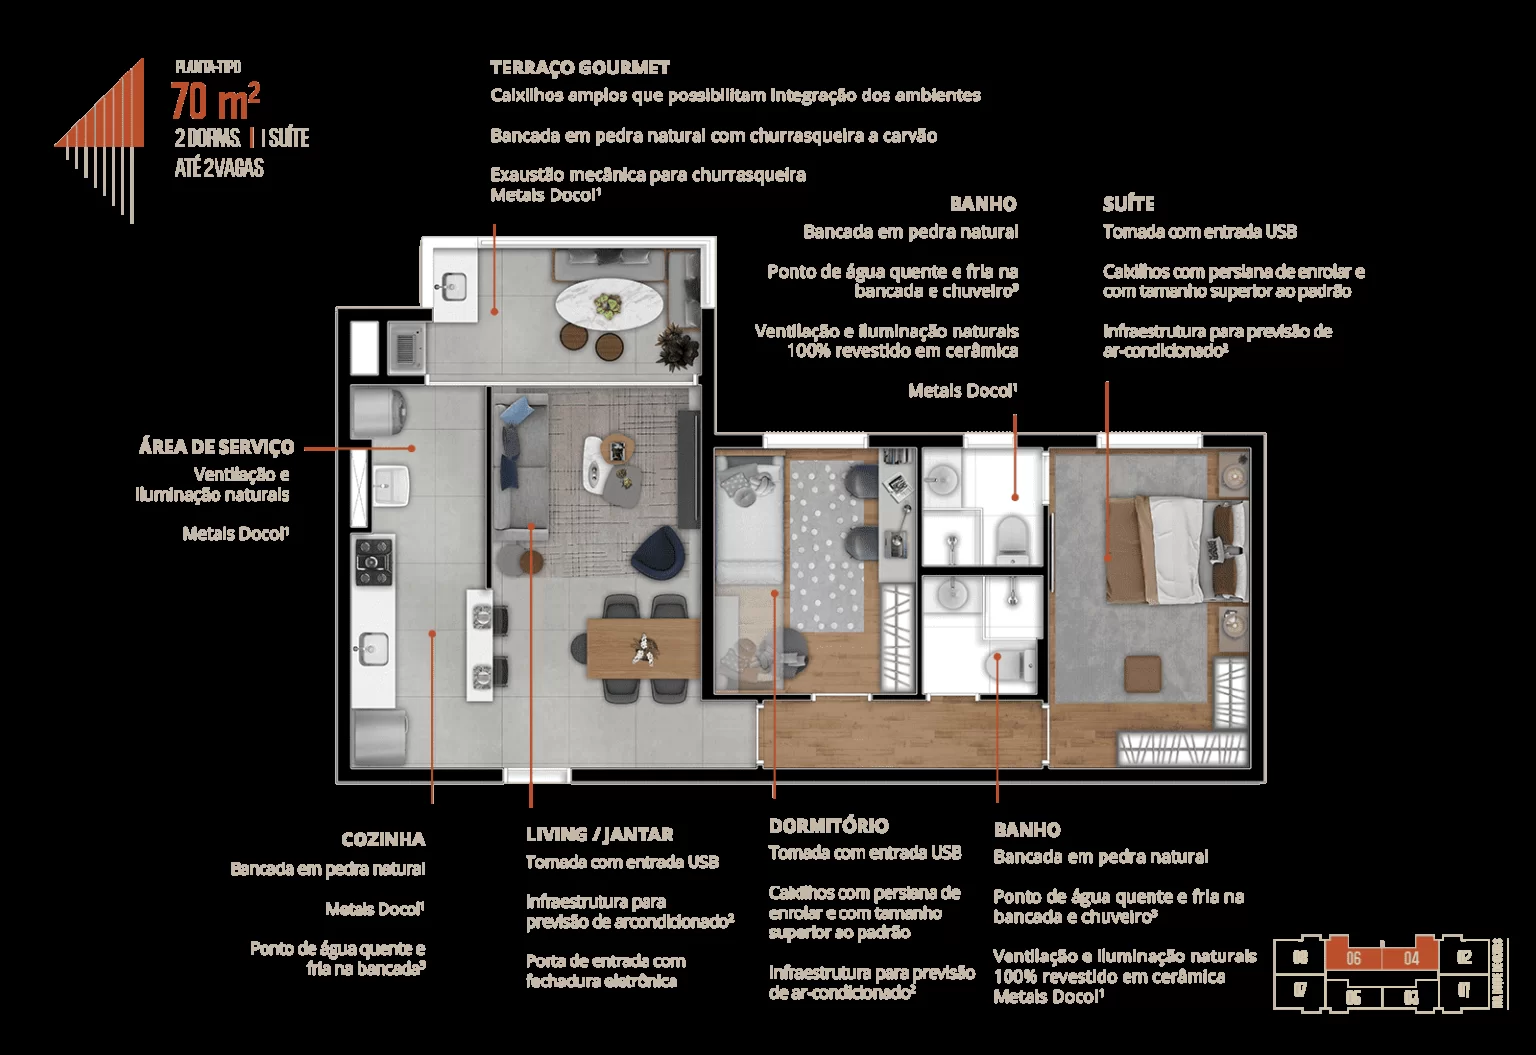 PLANTA-TIPO
70 m²
2 DORMS. | 1 SUÍTE
ATÉ 2 VAGAS
TERRAÇO GOURMET
Caixilhos amplos que possibilitam integração dos ambientes
Bancada em pedra natural com churrasqueira a carvão
Exaustão mecânica para churrasqueira
Metais Docol¹
BANHO
Bancada em pedra natural
Ponto de água quente e fria na
bancada e chuveiro³
Ventilação e iluminação naturais
100% revestido em cerâmica
Metais Docol¹
SUÍTE
Tomada com entrada USB
Caixilhos com persiana de enrolar e
com tamanho superior ao padrão
Infraestrutura para previsão de
ar-condicionado²
ÁREA DE SERVIÇO
Ventilação e
iluminação naturais
Metais Docol¹
COZINHA
Bancada em pedra natural
Metais Docol¹
Ponto de água quente e
fria na bancada³
LIVING / JANTAR
Tomada com entrada USB
Infraestrutura para
previsão de arcondicionado²
Porta de entrada com
fechadura eletrônica
DORMITÓRIO
Tomada com entrada USB
Caixilhos com persiana de
enrolar e com tamanho
superior ao padrão
Infraestrutura para previsão
de ar-condicionado²
BANHO
Bancada em pedra natural
Ponto de água quente e fria na
bancada e chuveiro³
Ventilação e iluminação naturais
100% revestido em cerâmica
Metais Docol¹
08 06 04 02
07 05 03 01